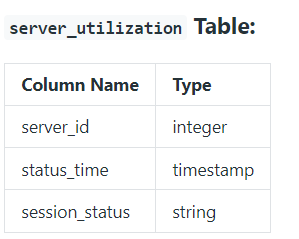 server_utilization Table:
Column Name Type
server_id integer
status_time timestamp
session_status string